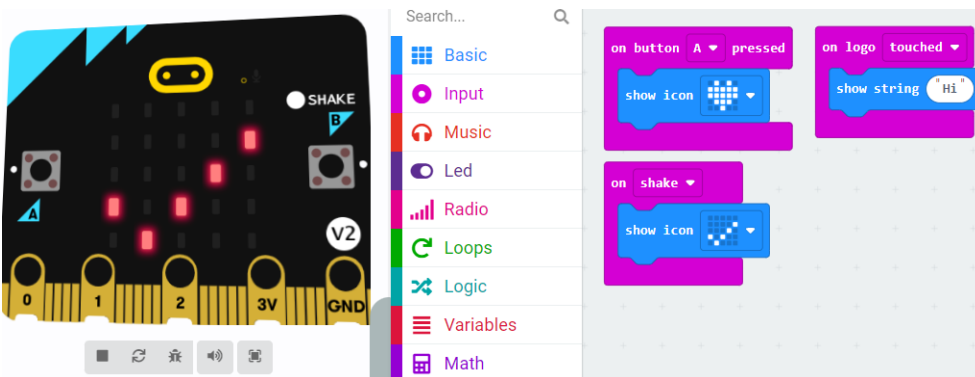 SHAKE
B
A
V2
0 1 2 3V GND
Search...
Basic
Input
Music
Led
Radio
Loops
Logic
Variables
Math
on button A pressed
show icon
on shake
show icon
on logo touched
show string "Hi"